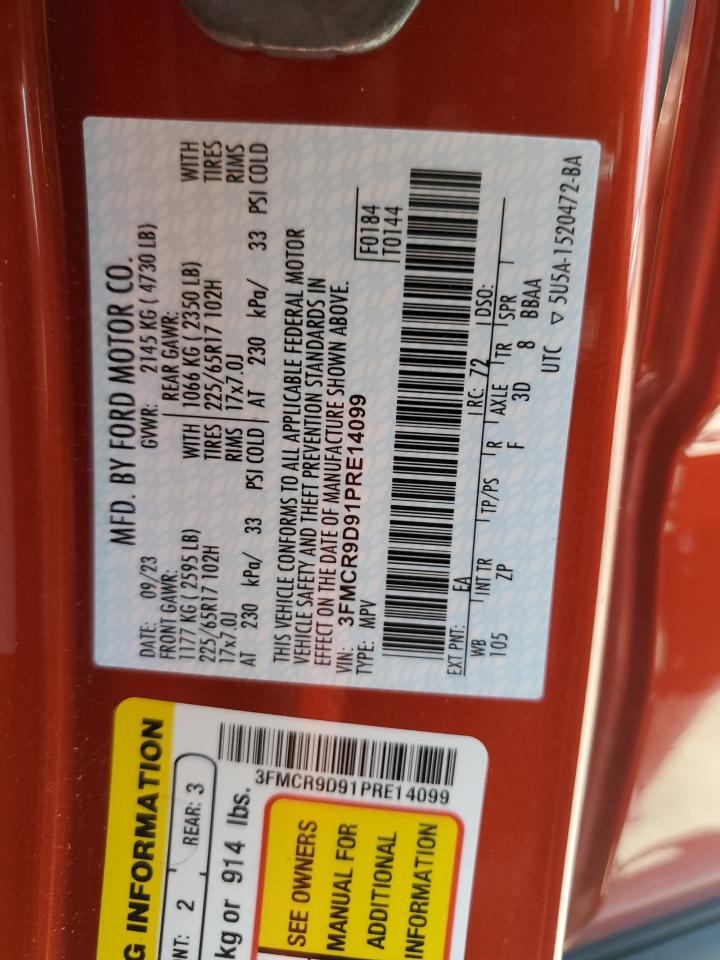 MFD. BY FORD MOTOR CO.
DATE: 09/23 GVWR: 2145 KG ( 4730 LB)
FRONT GAWR: REAR GAWR:
1177 KG ( 2595 LB) WITH 1066 KG ( 2350 LB) WITH
225/65R17 102H TIRES 225/65R17 102H TIRES
17x7.0J RIMS 17x7.0J RIMS
AT 230 kPa/ 33 PSI COLD AT 230 kPa/ 33 PSI COLD
THIS VEHICLE CONFORMS TO ALL APPLICABLE FEDERAL MOTOR
VEHICLE SAFETY AND THEFT PREVENTION STANDARDS IN
EFFECT ON THE DATE OF MANUFACTURE SHOWN ABOVE.
VIN: 3FMCR9D91PRE14099
TYPE: MPV
F0184
T0144
EXT PNT: EA RC: 72 DSO:
WB INT TR TP/PS R AXLE TR SPR
105 ZP F 3D 8 BBAA
UTC ▽ 5U5A-1520472-BA
G INFORMATION
NT: 2 REAR: 3
kg or 914 lbs.
3FMCR9D91PRE14099
SEE OWNERS
MANUAL FOR
ADDITIONAL
INFORMATION